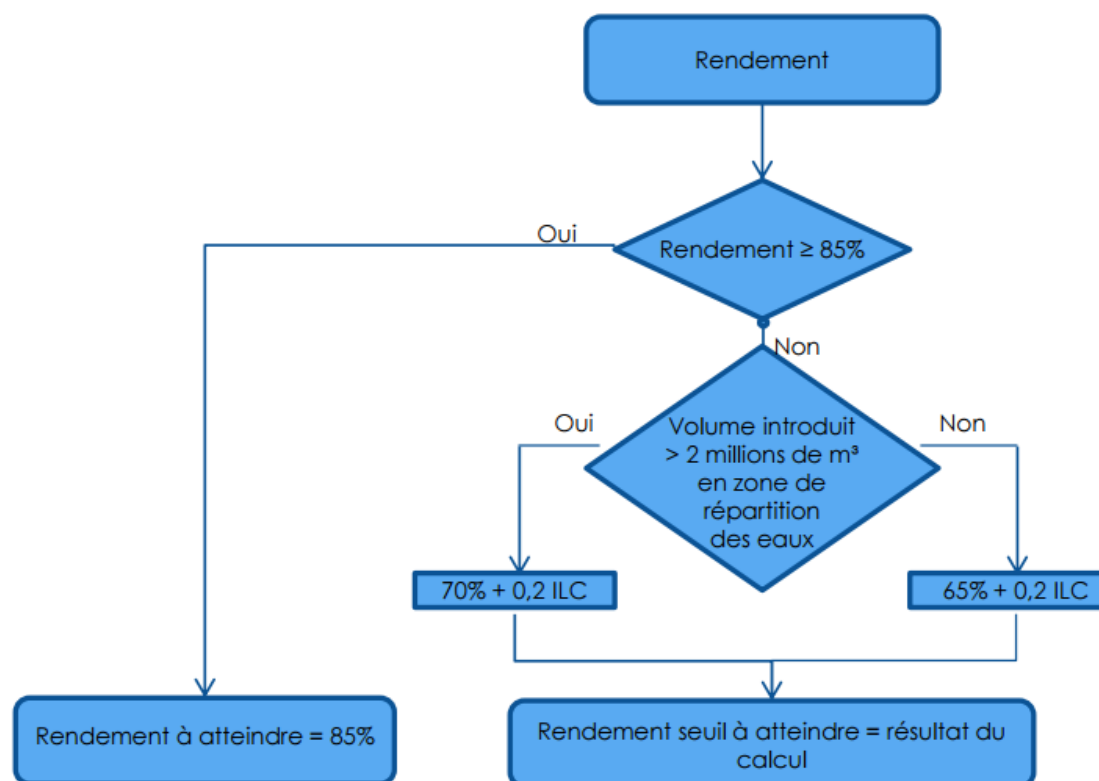 Rendement
Oui
Rendement ≥ 85%
Non
Oui
Volume introduit
> 2 millions de m³
en zone de
répartition
des eaux
Non
70% + 0,2 ILC
65% + 0,2 ILC
Rendement à atteindre = 85%
Rendement seuil à atteindre = résultat du
calcul